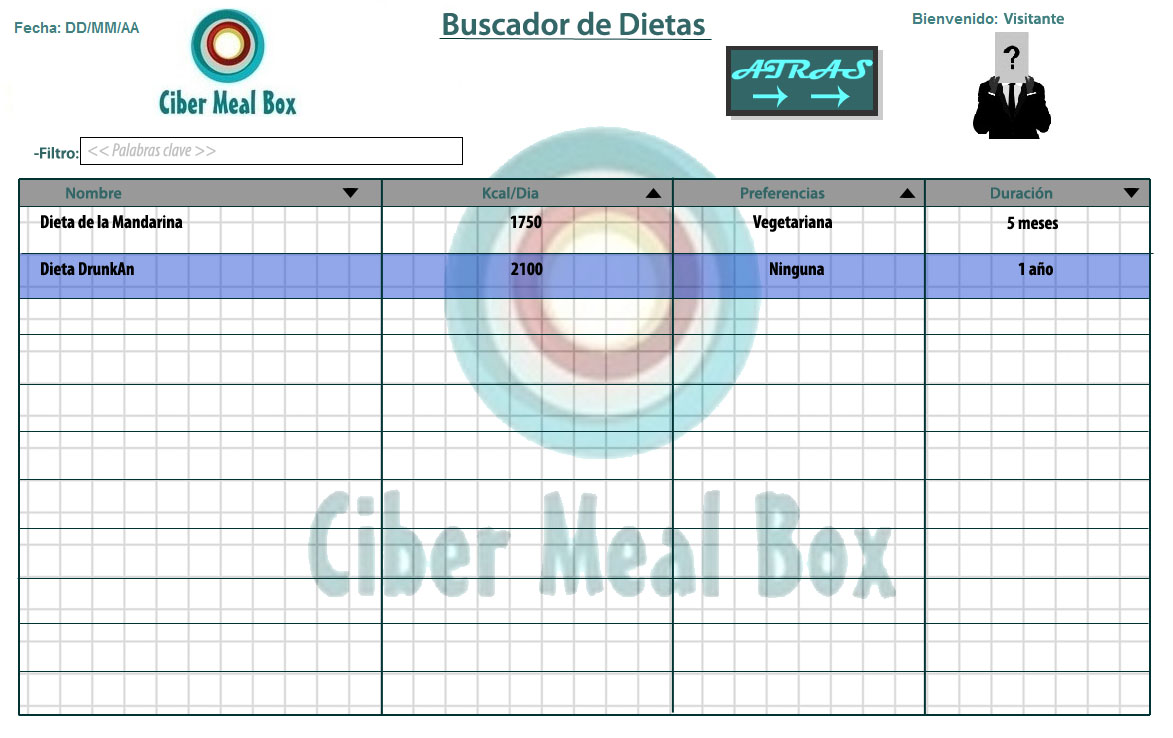 Fecha: DD/MM/AA
Ciber Meal Box
Buscador de Dietas
ATRAS
Bienvenido: Visitante
?
-Filtro: << Palabras clave >>
Nombre Kcal/Dia Preferencias Duración
Dieta de la Mandarina 1750 Vegetariana 5 meses
Dieta DrunkAn 2100 Ninguna 1 año
Ciber Meal Box